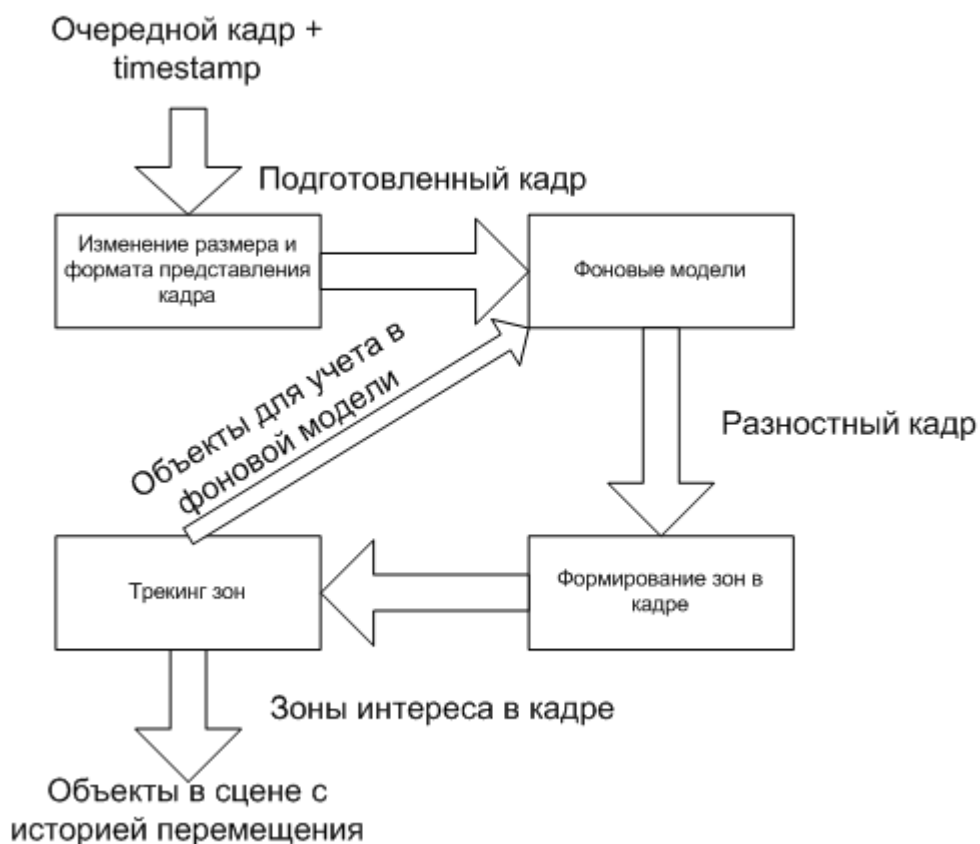 Очередной кадр +
timestamp
Подготовленный кадр
Изменение размера и
формата представления
кадра
Фоновые модели
Объекты для учета в
фоновой модели
Разностный кадр
Трекинг зон
Формирование зон в
кадре
Зоны интереса в кадре
Объекты в сцене с
историей перемещения